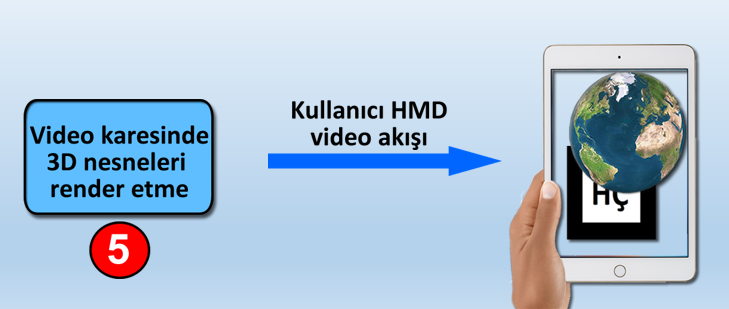 Video karesinde
3D nesneleri
render etme
5
Kullanıcı HMD
video akışı
HÇ